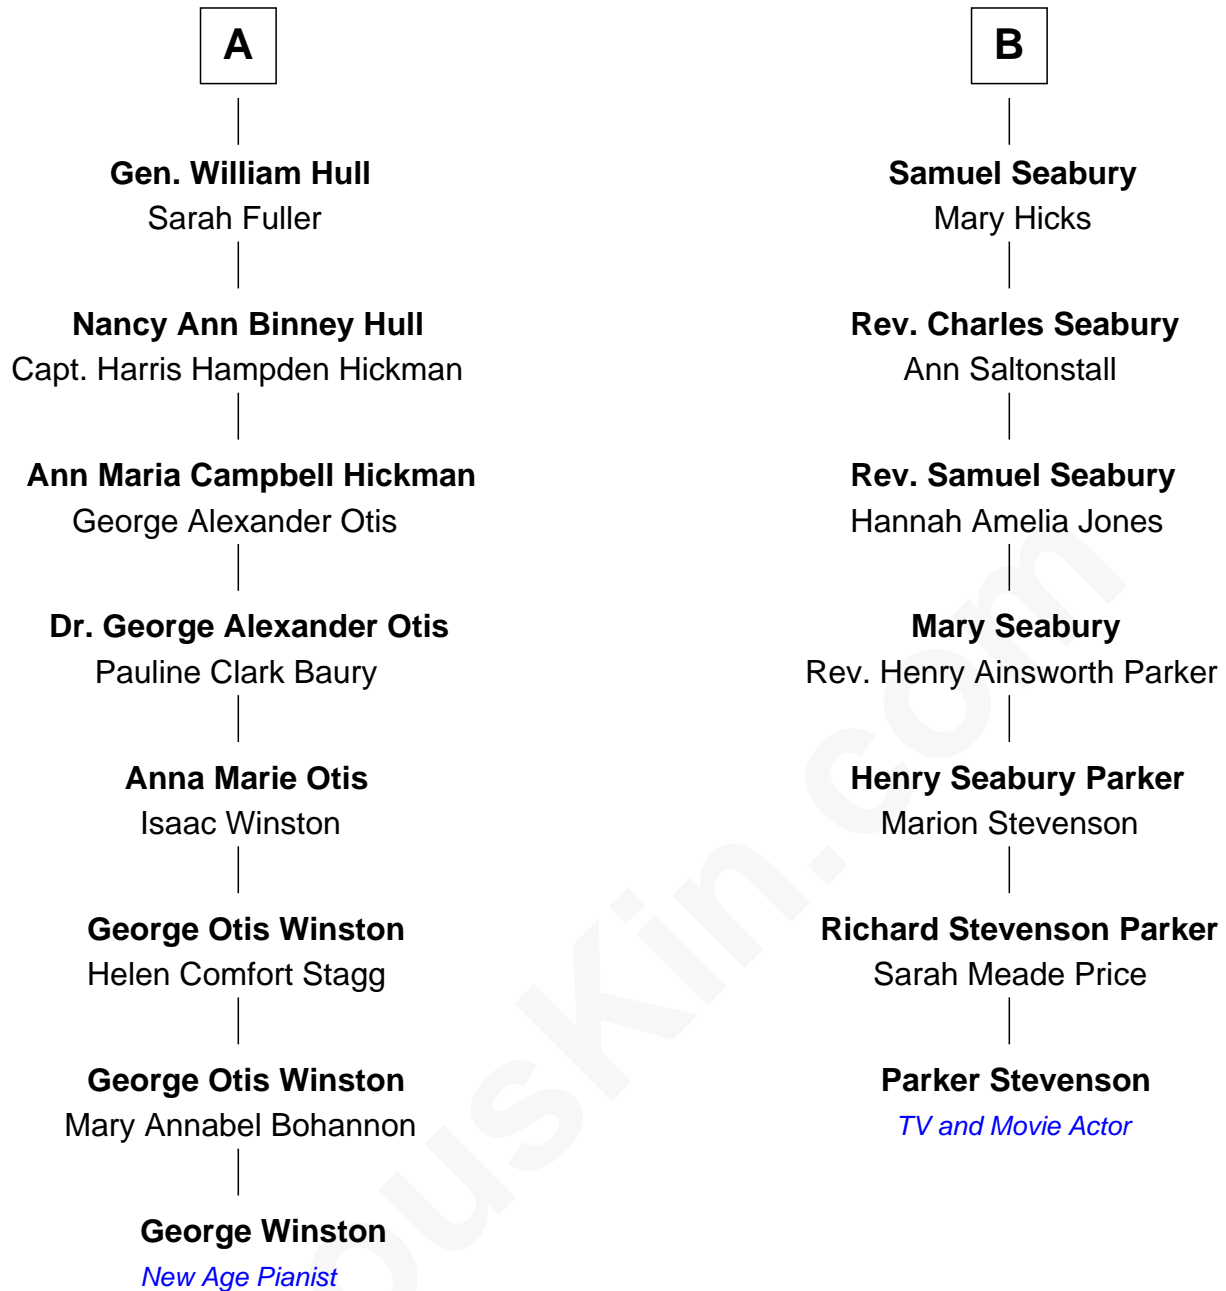 A
Gen. William Hull
Sarah Fuller
Nancy Ann Binney Hull
Capt. Harris Hampden Hickman
Ann Maria Campbell Hickman
George Alexander Otis
Dr. George Alexander Otis
Pauline Clark Baury
Anna Marie Otis
Isaac Winston
George Otis Winston
Helen Comfort Stagg
George Otis Winston
Mary Annabel Bohannon
George Winston
New Age Pianist
B
Samuel Seabury
Mary Hicks
Rev. Charles Seabury
Ann Saltonstall
Rev. Samuel Seabury
Hannah Amelia Jones
Mary Seabury
Rev. Henry Ainsworth Parker
Henry Seabury Parker
Marion Stevenson
Richard Stevenson Parker
Sarah Meade Price
Parker Stevenson
TV and Movie Actor
ousKin.com